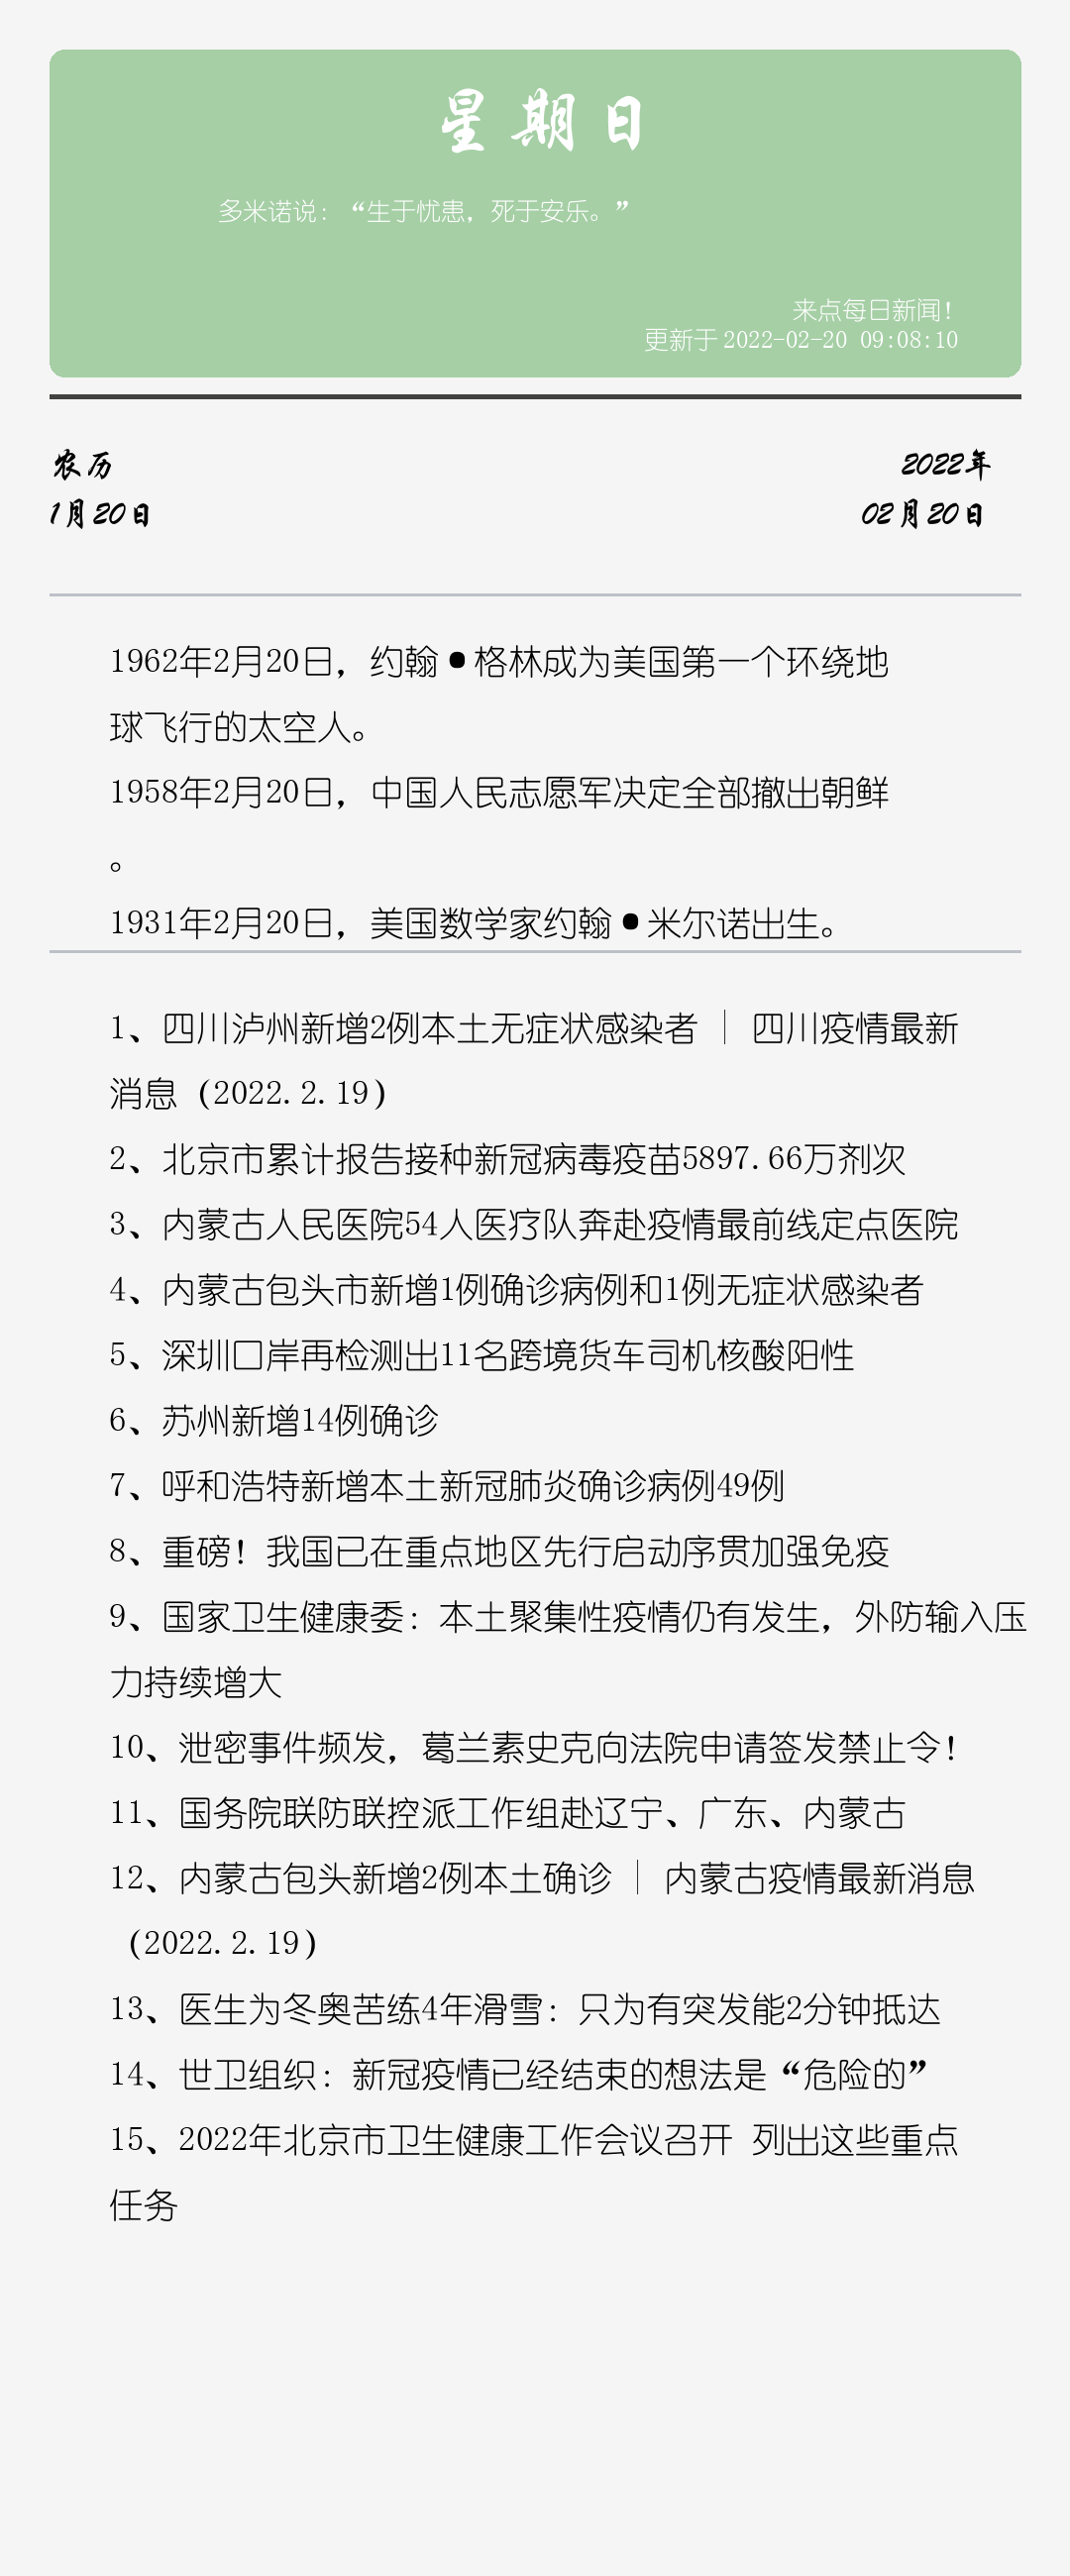 星期日
多米诺说：“生于忧患，死于安乐。”
来点每日新闻！
更新于 2022-02-20 09:08:10
农历
2022年
1月20日
02月20日
1962年2月20日，约翰•格林成为美国第一个环绕地
球飞行的太空人。
1958年2月20日，中国人民志愿军决定全部撤出朝鲜
。
1931年2月20日，美国数学家约翰•米尔诺出生。
1、四川泸州新增2例本土无症状感染者 | 四川疫情最新
消息（2022.2.19）
2、北京市累计报告接种新冠病毒疫苗5897.66万剂次
3、内蒙古人民医院54人医疗队奔赴疫情最前线定点医院
4、内蒙古包头市新增1例确诊病例和1例无症状感染者
5、深圳口岸再检测出11名跨境货车司机核酸阳性
6、苏州新增14例确诊
7、呼和浩特新增本土新冠肺炎确诊病例49例
8、重磅！我国已在重点地区先行启动序贯加强免疫
9、国家卫生健康委：本土聚集性疫情仍有发生，外防输入压
力持续增大
10、泄密事件频发，葛兰素史克向法院申请签发禁止令！
11、国务院联防联控派工作组赴辽宁、广东、内蒙古
12、内蒙古包头新增2例本土确诊 | 内蒙古疫情最新消息
（2022.2.19）
13、医生为冬奥苦练4年滑雪：只为有突发能2分钟抵达
14、世卫组织：新冠疫情已经结束的想法是“危险的”
15、2022年北京市卫生健康工作会议召开 列出这些重点
任务